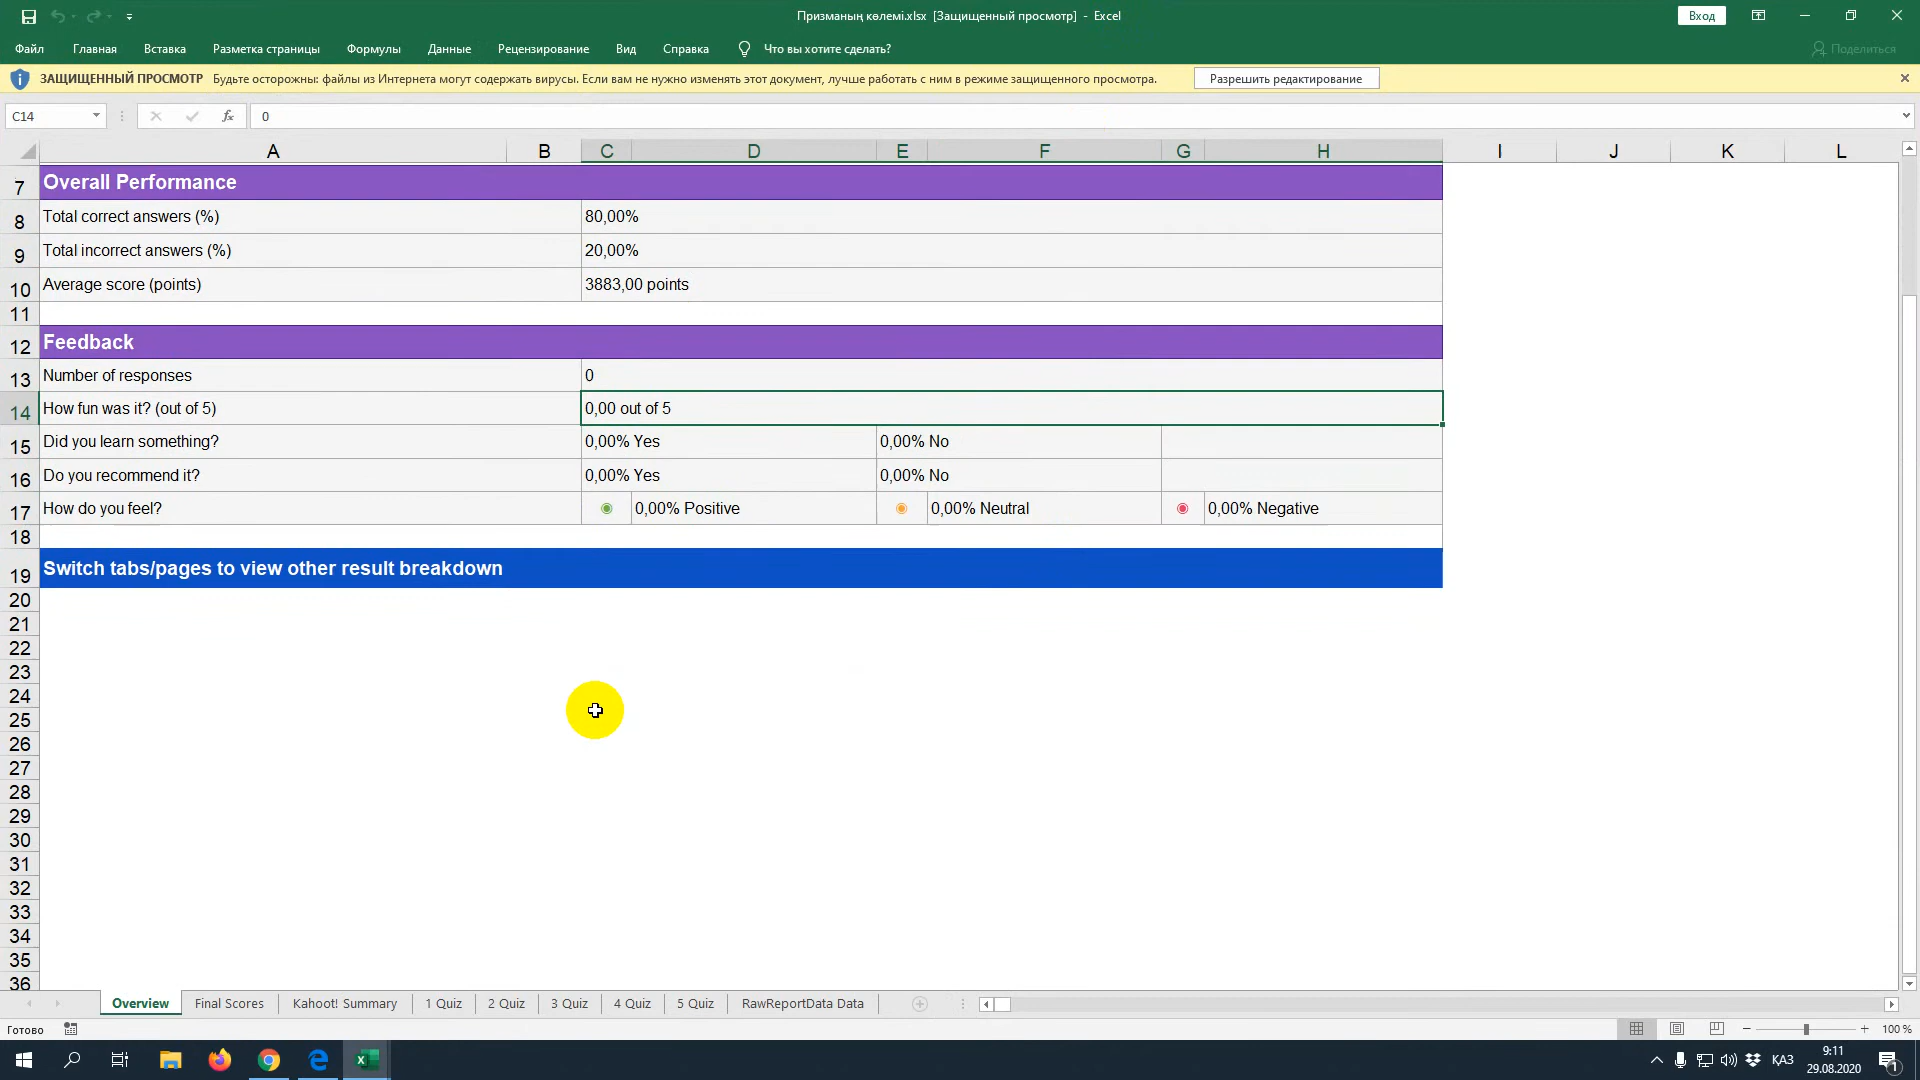 Призманың көлемі.xlsx [Защищенный просмотр] - Excel
Вход
Файл Главная Вставка Разметка страницы Формулы Данные Рецензирование Вид Справка Что вы хотите сделать? Поделиться
ЗАЩИЩЕННЫЙ ПРОСМОТР Будьте осторожны: файлы из Интернета могут содержать вирусы. Если вам не нужно изменять этот документ, лучше работать с ним в режиме защищенного просмотра. Разрешить редактирование
C14 fx 0
A B C D E F G H I J K L
7 Overall Performance
8 Total correct answers (%) 80,00%
9 Total incorrect answers (%) 20,00%
10 Average score (points) 3883,00 points
11
12 Feedback
13 Number of responses 0
14 How fun was it? (out of 5) 0,00 out of 5
15 Did you learn something? 0,00% Yes 0,00% No
16 Do you recommend it? 0,00% Yes 0,00% No
17 How do you feel? 0,00% Positive 0,00% Neutral 0,00% Negative
18
19 Switch tabs/pages to view other result breakdown
20
21
22
23
24
25
26
27
28
29
30
31
32
33
34
35
36
Overview Final Scores Kahoot! Summary 1 Quiz 2 Quiz 3 Quiz 4 Quiz 5 Quiz RawReportData Data
Готово 100 %
ҚАЗ 9:11
29.08.2020 1